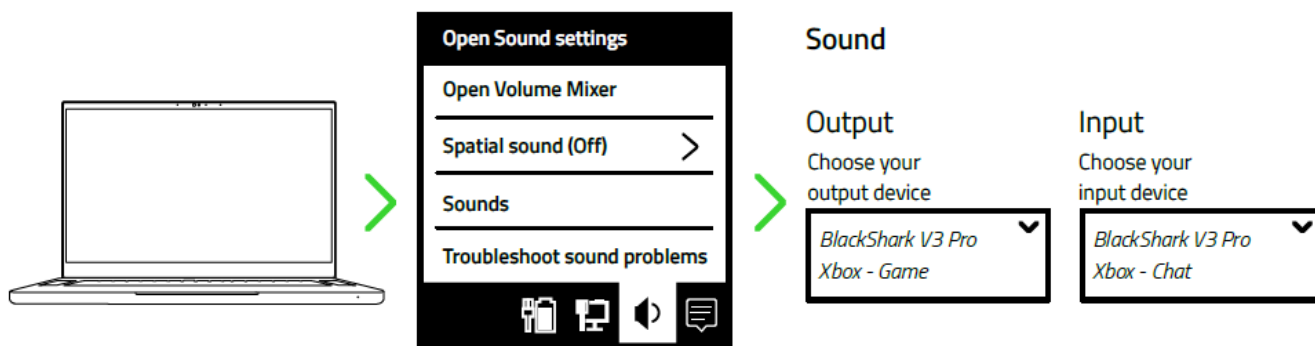 Open Sound settings
Open Volume Mixer
Spatial sound (Off)
Sounds
Troubleshoot sound problems
Sound
Output
Choose your
output device
BlackShark V3 Pro
Xbox - Game
Input
Choose your
input device
BlackShark V3 Pro
Xbox - Chat